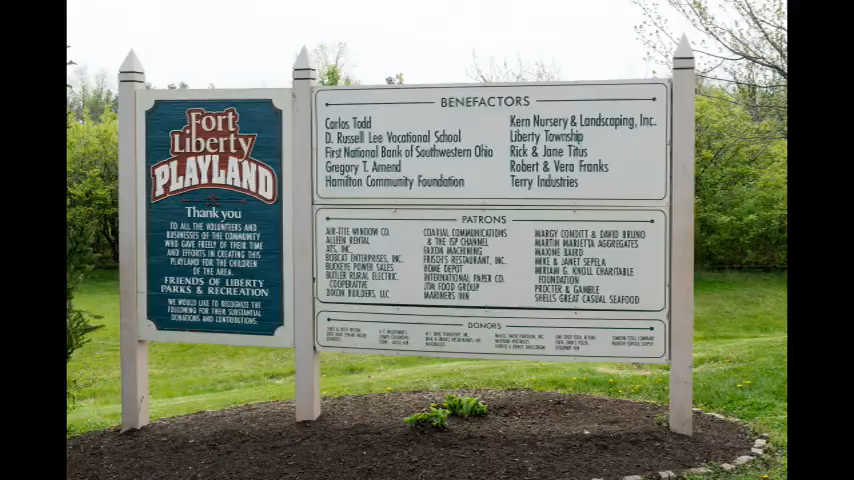 Fort
Liberty
PLAYLAND
Thank you
TO ALL THE VOLUNTEERS AND
BUSINESSES OF THE COMMUNITY
WHO GAVE FREELY OF THEIR TIME
AND EFFORTS IN CREATING THIS
PLAYLAND FOR THE CHILDREN
OF THE AREA.
FRIENDS OF LIBERTY
PARKS & RECREATION
WE WOULD LIKE TO RECOGNIZE THE
FOLLOWING FOR THEIR SUBSTANTIAL
DONATIONS AND CONTRIBUTIONS:
BENEFACTORS
Carlos Todd
D. Russell Lee Vocational School
First National Bank of Southwestern Ohio
Gregory T. Amend
Hamilton Community Foundation
Kern Nursery & Landscaping, Inc.
Liberty Township
Rick & Jane Titus
Robert & Vera Franks
Terry Industries
PATRONS
AIR-TITE WINDOW CO.
ALLEEN RENTAL
ATS, INC.
BOBCAT ENTERPRISES, INC.
BUCKEYE POWER SALES
BUTLER RURAL ELECTRIC
COOPERATIVE
DIXON BUILDERS, LLC
COAXIAL COMMUNICATIONS
& THE ISP CHANNEL
FAXON MACHINING
FRISCH'S RESTAURANT, INC.
HOME DEPOT
INTERNATIONAL PAPER CO.
JTM FOOD GROUP
MARINERS INN
MARGY CONDITT & DAVID BRUNO
MARTIN MARIETTA AGGREGATES
MAXINE BAIRD
MIKE & JANET SEPELA
MIRIAM G. KNOLL CHARITABLE
FOUNDATION
PROCTER & GAMBLE
SHELLS GREAT CASUAL SEAFOOD
DONORS